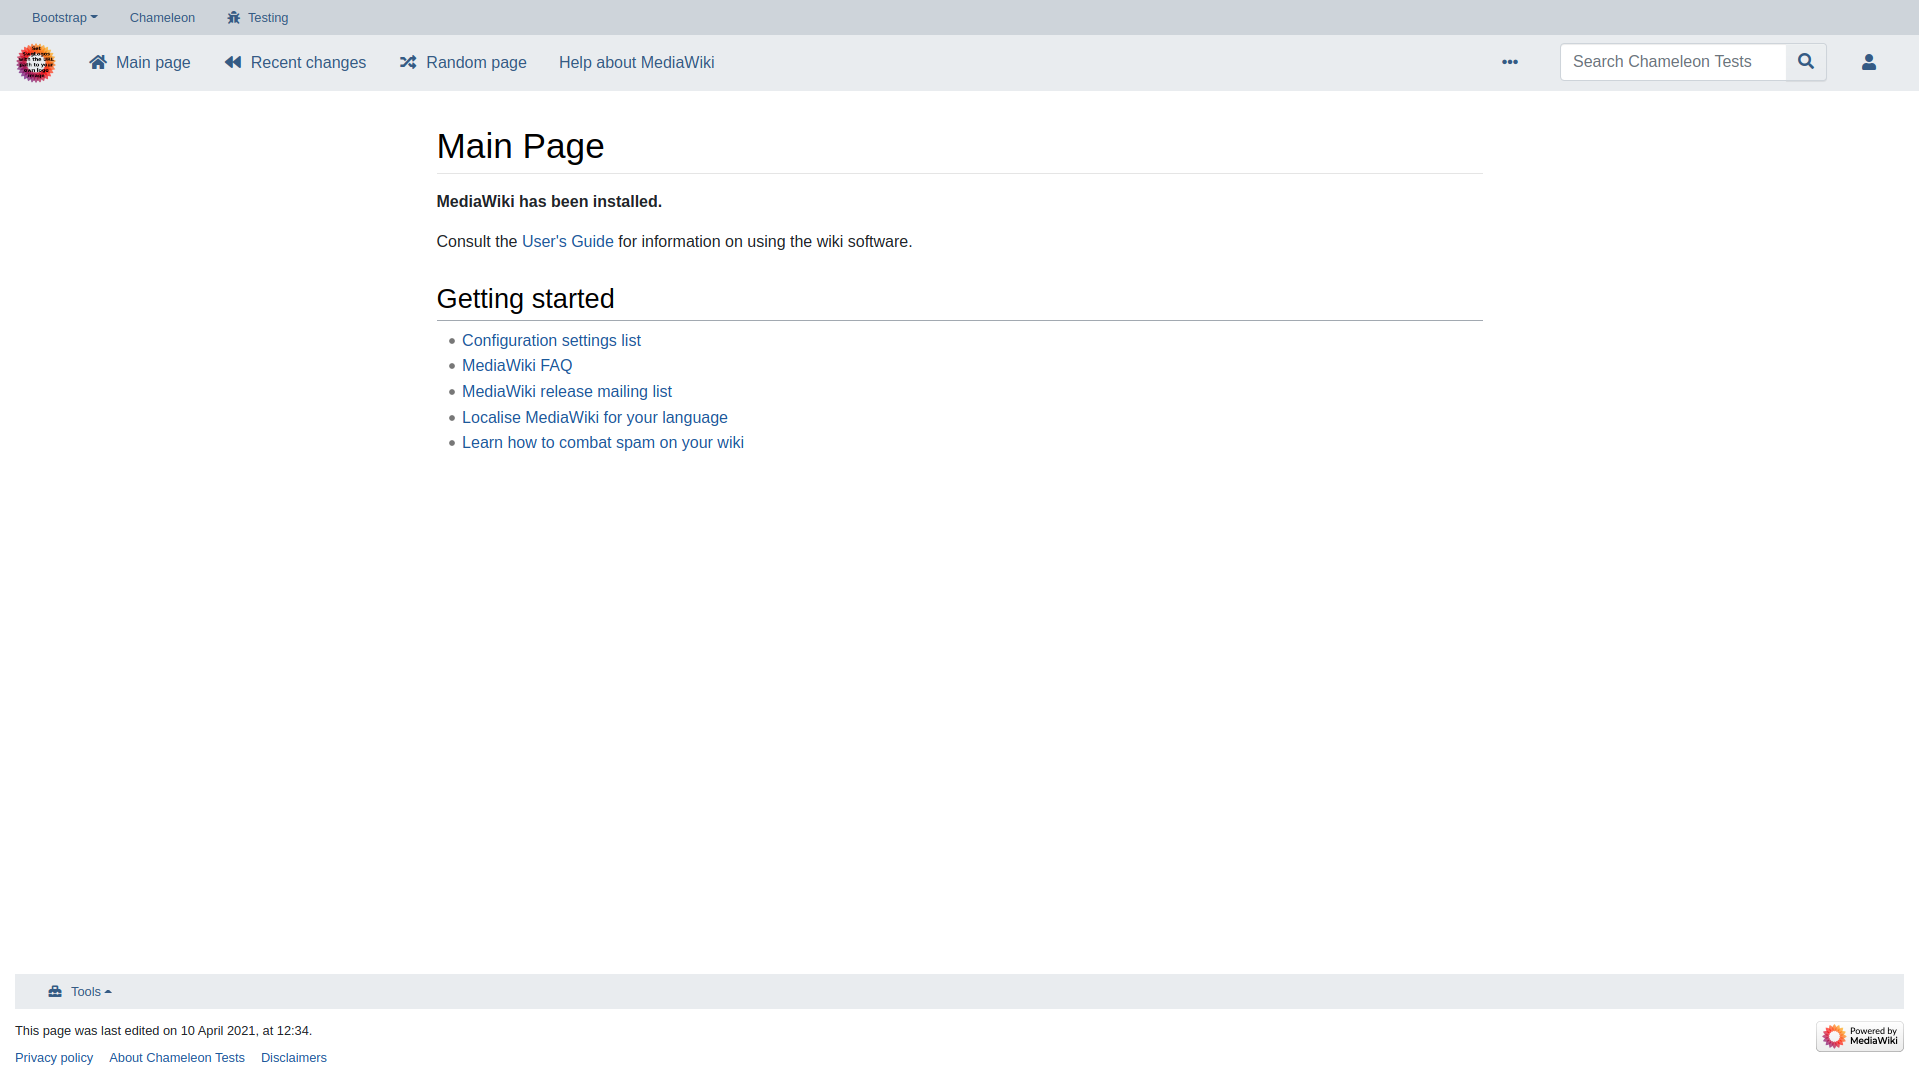 Bootstrap
Chameleon
Testing
Main page
Recent changes
Random page
Help about MediaWiki
Search Chameleon Tests
Main Page
MediaWiki has been installed.
Consult the User's Guide for information on using the wiki software.
Getting started
Configuration settings list
MediaWiki FAQ
MediaWiki release mailing list
Localise MediaWiki for your language
Learn how to combat spam on your wiki
Tools
This page was last edited on 10 April 2021, at 12:34.
Privacy policy
About Chameleon Tests
Disclaimers
Powered by
MediaWiki